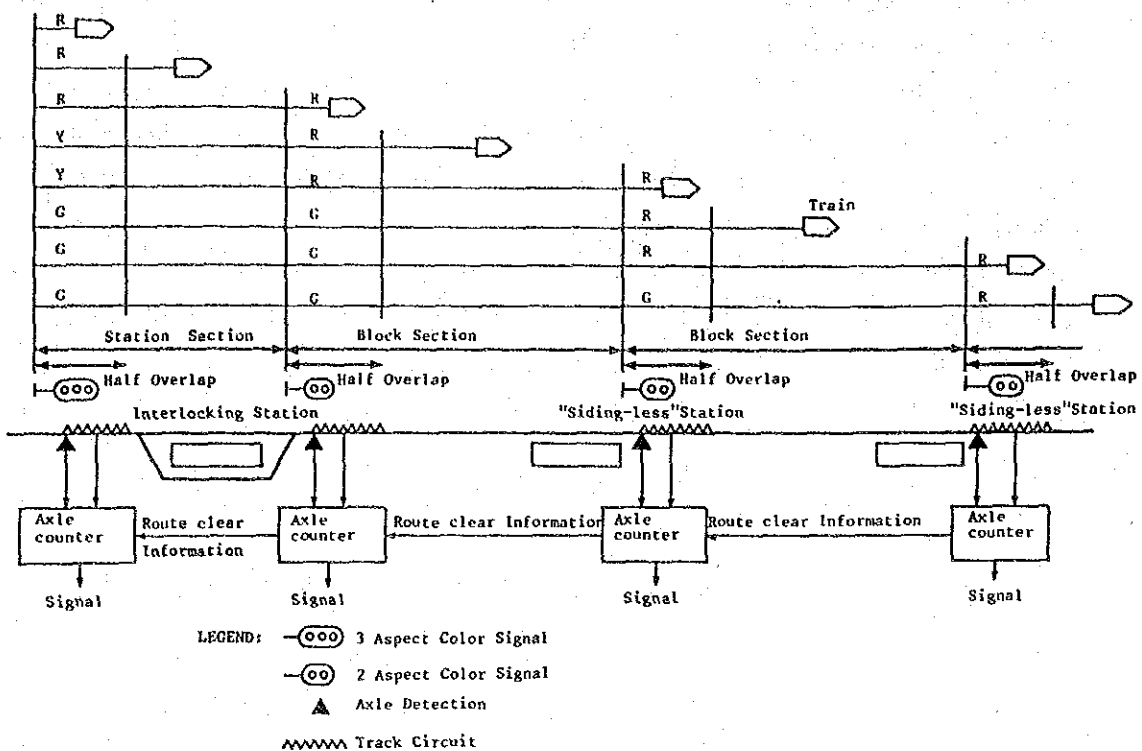 R
R
R R
Y R
Y R R
G G R Train
G G R R
G G G R
Station Section Block Section Block Section
Half Overlap Half Overlap Half Overlap Half Overlap
Interlocking Station "Siding-less"Station "Siding-less"Station
Axle counter Route clear Information Axle counter Route clear Information Axle counter Route clear Information Axle counter
Signal Signal Signal Signal
LEGEND: 3 Aspect Color Signal
2 Aspect Color Signal
Axle Detection
Track Circuit